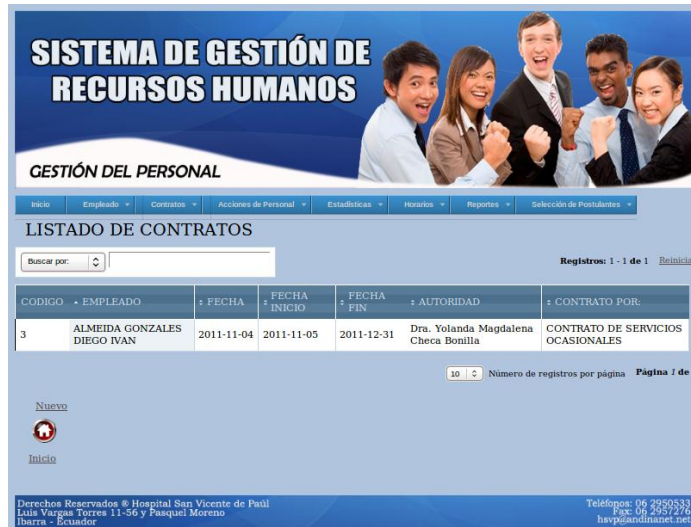 SISTEMA DE GESTIÓN DE
RECURSOS HUMANOS
GESTIÓN DEL PERSONAL
Inicio Empleado Contratos Acciones de Personal Estadísticas Horarios Reportes Selección de Postulantes
LISTADO DE CONTRATOS
Buscar por: Registros: 1 - 1 de 1 Reinicia
CODIGO EMPLEADO FECHA FECHA INICIO FECHA FIN AUTORIDAD CONTRATO POR:
3 ALMEIDA GONZALES DIEGO IVAN 2011-11-04 2011-11-05 2011-12-31 Dra. Yolanda Magdalena Checa Bonilla CONTRATO DE SERVICIOS OCASIONALES
10 Número de registros por página Página 1 de
Nuevo
Inicio
Derechos Reservados ® Hospital San Vicente de Paúl Teléfonos: 06 2950533
Luis Vargas Torres 11-56 y Pasquel Moreno Fax: 06 2957276
Ibarra - Ecuador hsvp@andinanet.net